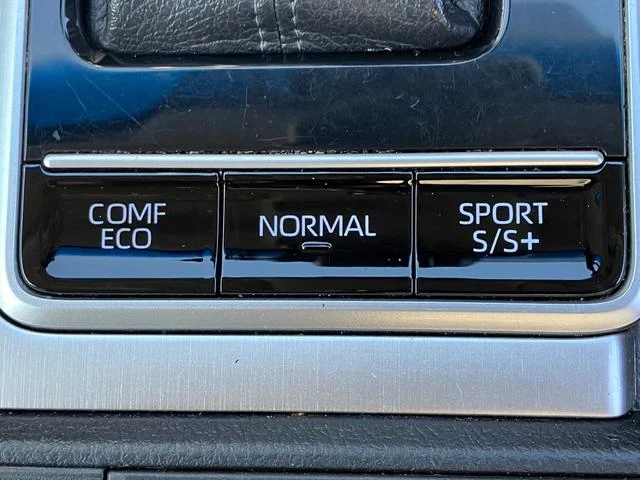 COMF
ECO
NORMAL
SPORT
S/S+